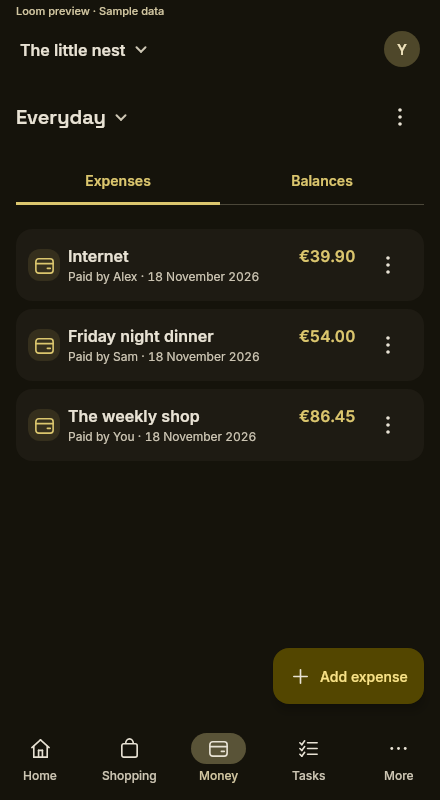 Loom preview · Sample data
The little nest
Y
Everyday
Expenses
Balances
Internet
€39.90
Paid by Alex · 18 November 2026
Friday night dinner
€54.00
Paid by Sam · 18 November 2026
The weekly shop
€86.45
Paid by You · 18 November 2026
Add expense
Home
Shopping
Money
Tasks
More